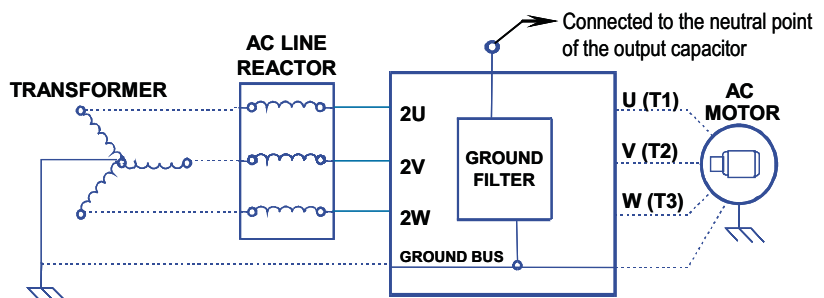 Connected to the neutral point
of the output capacitor
AC LINE
REACTOR
TRANSFORMER
2U
2V
2W
GROUND
FILTER
GROUND BUS
U (T1)
V (T2)
W (T3)
AC
MOTOR